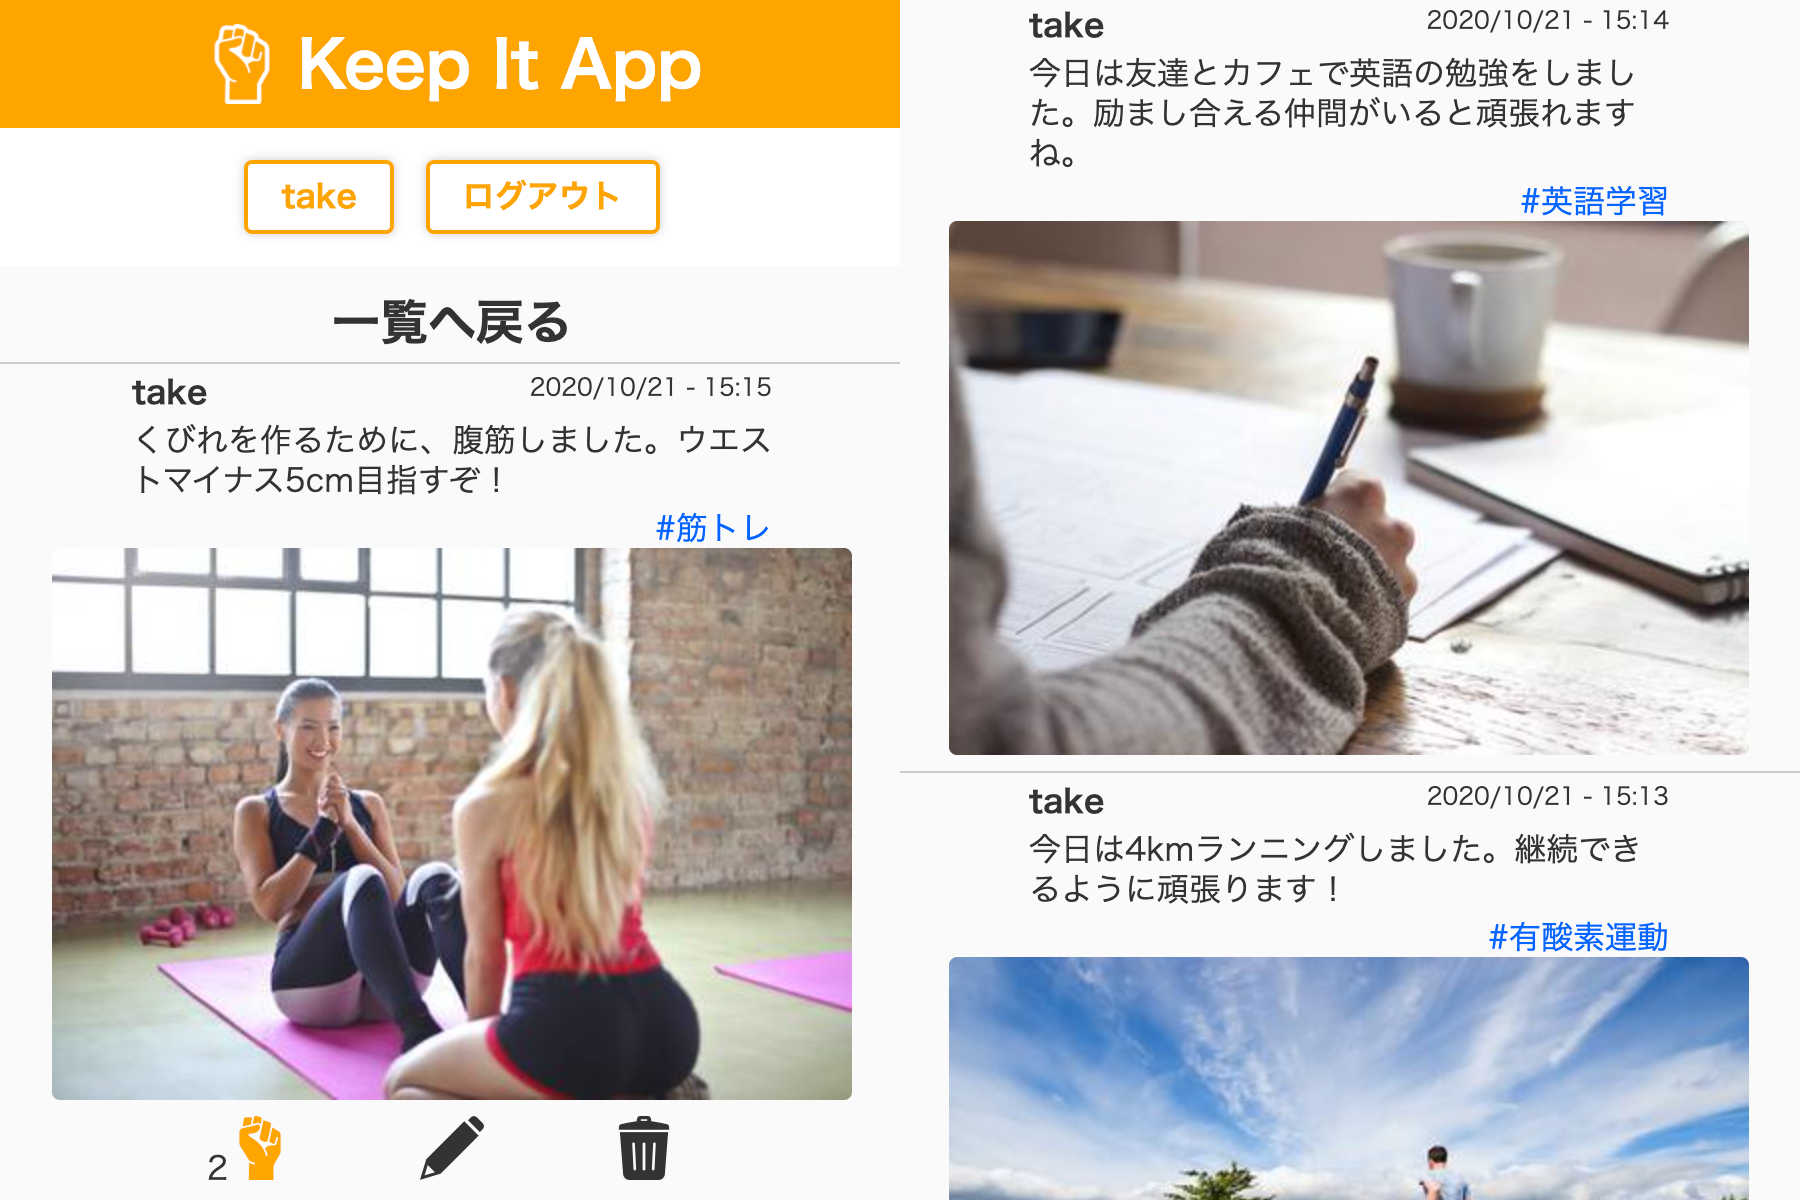 Keep It App
take
ログアウト
一覧へ戻る
take
2020/10/21 - 15:15
くびれを作るために、腹筋しました。ウエス
トマイナス5cm目指すぞ！
#筋トレ
2
take
2020/10/21 - 15:14
今日は友達とカフェで英語の勉強をしまし
た。励まし合える仲間がいると頑張れます
ね。
#英語学習
take
2020/10/21 - 15:13
今日は4kmランニングしました。継続でき
るように頑張ります！
#有酸素運動